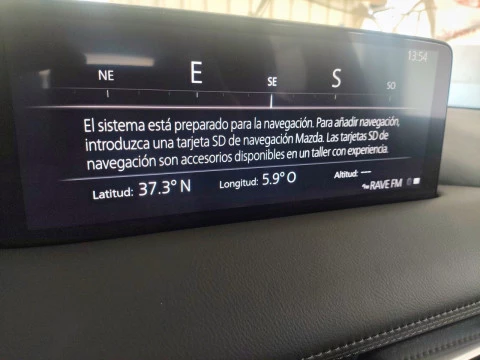 13:54
NE E SE S SO
El sistema está preparado para la navegación. Para añadir navegación,
introduzca una tarjeta SD de navegación Mazda. Las tarjetas SD de
navegación son accesorios disponibles en un taller con experiencia.
Latitud: 37.3° N Longitud: 5.9° O Altitud: ---
RAVE FM